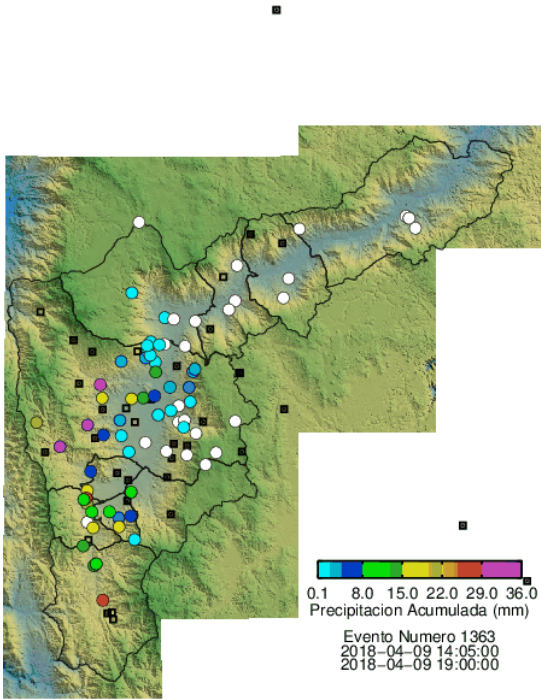 0.1 8.0 15.0 22.0 29.0 36.0
Precipitacion Acumulada (mm)
Evento Numero 1363
2018-04-09 14:05:00
2018-04-09 19:00:00